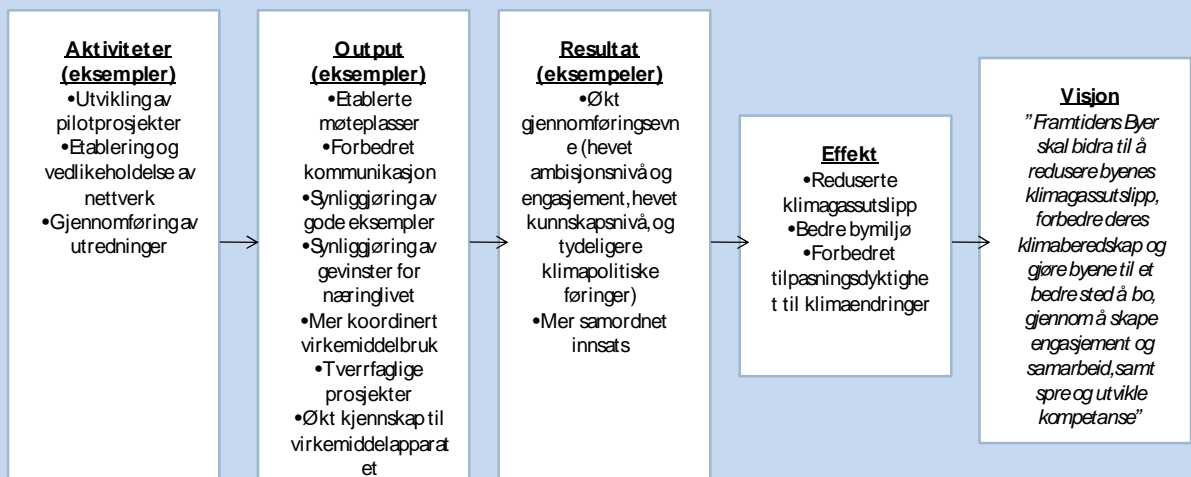 Aktiviteter
(eksempler)
•Utvikling av
pilotprosjekter
•Etablering og
vedlikeholdelse av
nettverk
•Gjennomføring av
utredninger
Output
(eksempler)
•Etablerte
møteplasser
•Forbedret
kommunikasjon
•Synliggjøring av
gode eksempler
•Synliggjøring av
gevinster for
næringlivet
•Mer koordinert
virkemiddelbruk
•Tverrfaglige
prosjekter
•Økt kjennskap til
virkemiddelapparat
et
Resultat
(eksempeler)
•Økt
gjennomføringsevn
e (hevet
ambisjonsnivå og
engasjement, hevet
kunnskapsnivå, og
tydeligere
klimapolitiske
føringer)
•Mer samordnet
innsats
Effekt
•Reduserte
klimagassutslipp
•Bedre bymiljø
•Forbedret
tilpasningsdyktighe
t til klimaendringer
Visjon
"Framtidens Byer
skal bidra til å
redusere byenes
klimagassutslipp,
forbedre deres
klimaberedskap og
gjøre byene til et
bedre sted å bo,
gjennom å skape
engasjement og
samarbeid, samt
spre og utvikle
kompetanse"